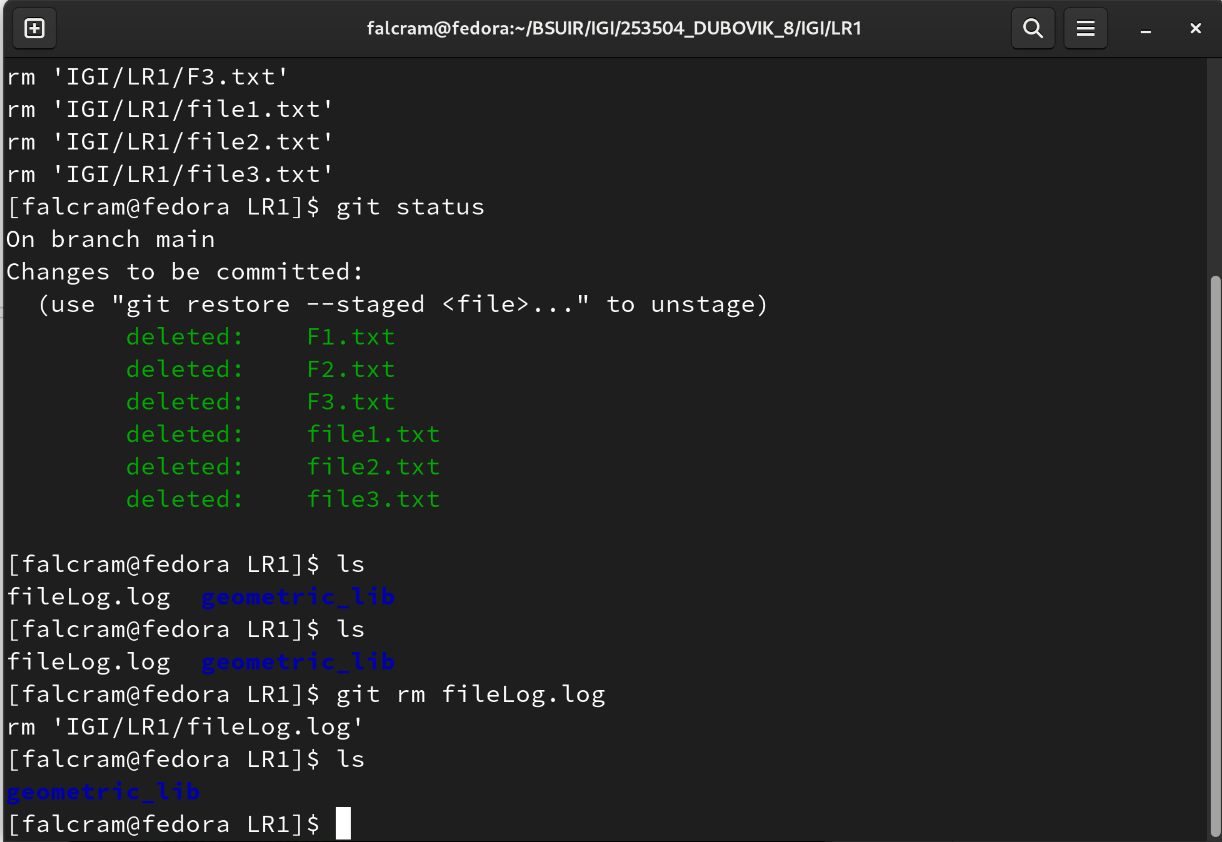 falcram@fedora:~/BSUIR/IGI/253504_DUBOVIK_8/IGI/LR1
rm 'IGI/LR1/F3.txt'
rm 'IGI/LR1/file1.txt'
rm 'IGI/LR1/file2.txt'
rm 'IGI/LR1/file3.txt'
[falcram@fedora LR1]$ git status
On branch main
Changes to be committed:
  (use "git restore --staged <file>..." to unstage)
        deleted:    F1.txt
        deleted:    F2.txt
        deleted:    F3.txt
        deleted:    file1.txt
        deleted:    file2.txt
        deleted:    file3.txt

[falcram@fedora LR1]$ ls
fileLog.log  geometric_lib
[falcram@fedora LR1]$ ls
fileLog.log  geometric_lib
[falcram@fedora LR1]$ git rm fileLog.log
rm 'IGI/LR1/fileLog.log'
[falcram@fedora LR1]$ ls
geometric_lib
[falcram@fedora LR1]$